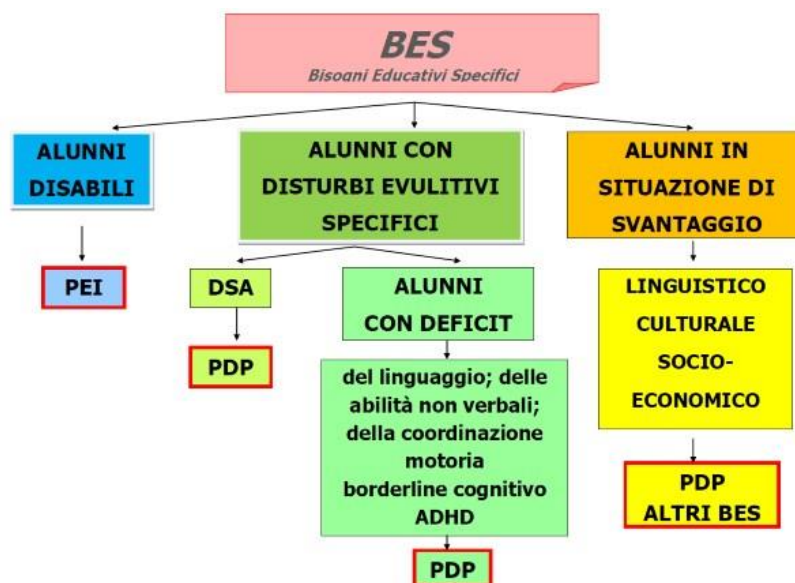 BES
Bisogni Educativi Specifici
ALUNNI
DISABILI
PEI
ALUNNI CON
DISTURBI EVULITIVI
SPECIFICI
DSA
PDP
ALUNNI
CON DEFICIT
del linguaggio; delle
abilità non verbali;
della coordinazione
motoria
borderline cognitivo
ADHD
PDP
ALUNNI IN
SITUAZIONE DI
SVANTAGGIO
LINGUISTICO
CULTURALE
SOCIO-
ECONOMICO
PDP
ALTRI BES